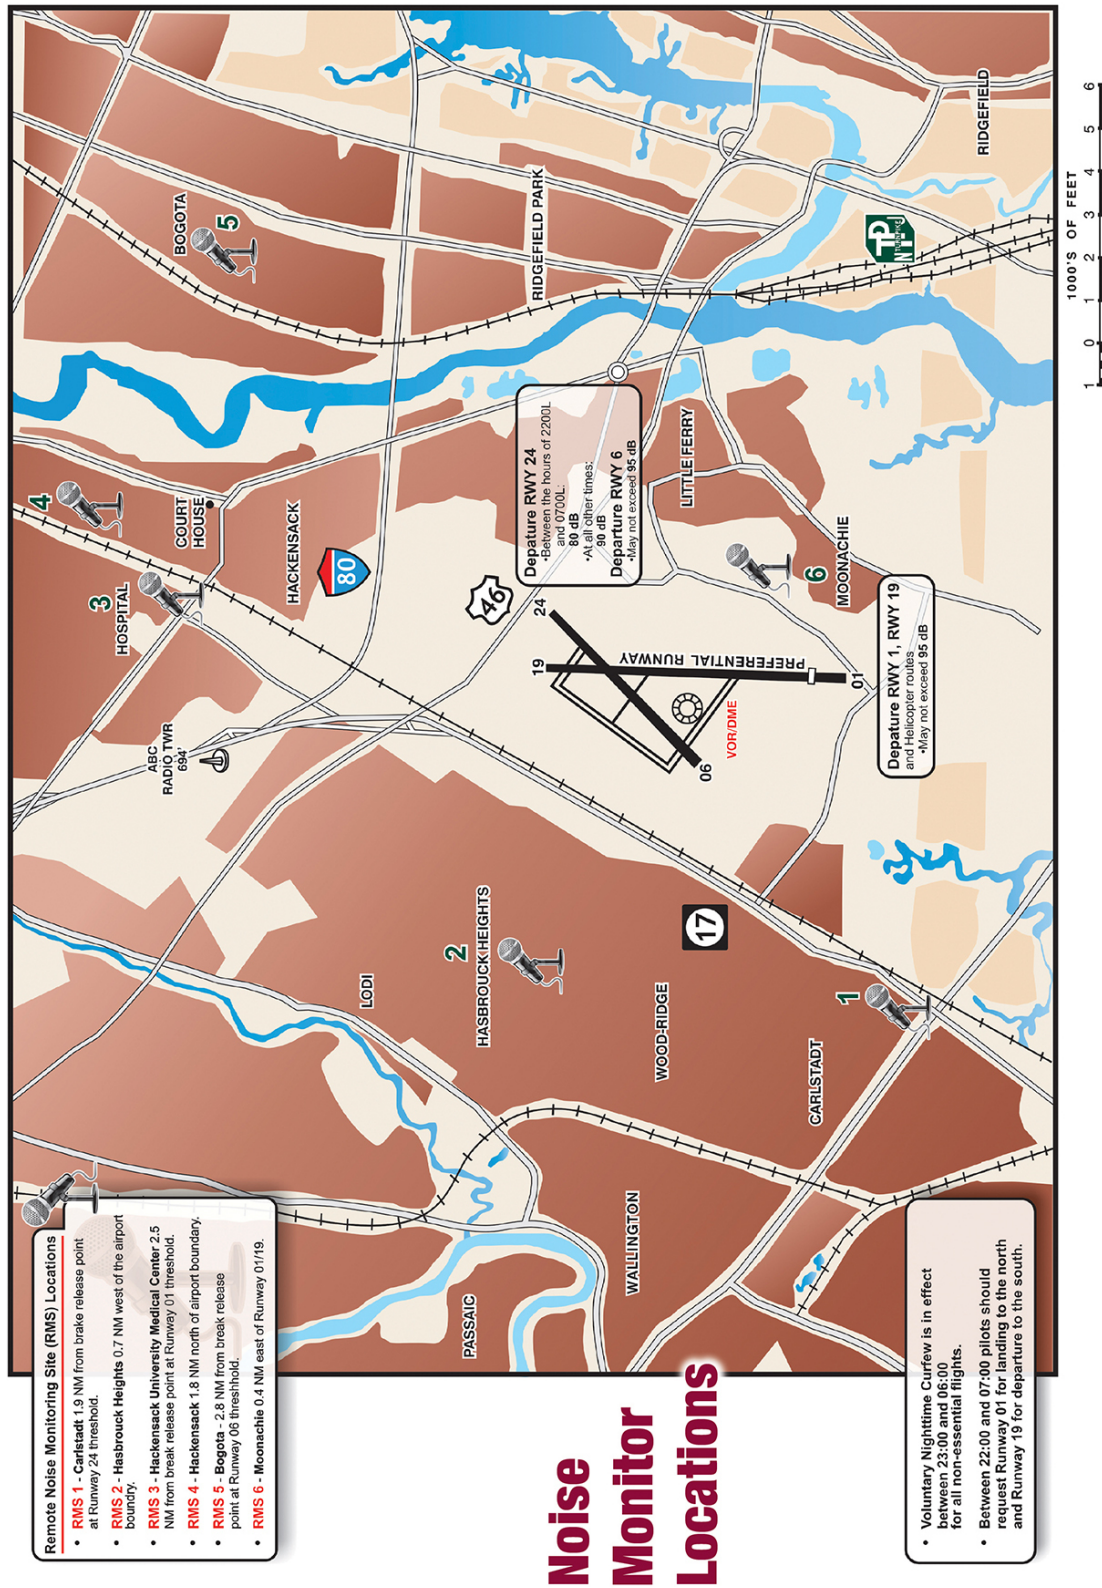 Noise
Monitor
Locations
Remote Noise Monitoring Site (RMS) Locations
• RMS 1 - Carlstadt 1.9 NM from brake release point
at Runway 24 threshold.
• RMS 2 - Hasbrouck Heights 0.7 NM west of the airport
boundry.
• RMS 3 - Hackensack University Medical Center 2.5
NM from break release point at Runway 01 threshold.
• RMS 4 - Hackensack 1.8 NM north of airport boundary.
• RMS 5 - Bogota - 2.8 NM from break release
point at Runway 06 threshhold.
• RMS 6 - Moonachie 0.4 NM east of Runway 01/19.
• Voluntary Nighttime Curfew is in effect
between 23:00 and 06:00
for all non-essential flights.
• Between 22:00 and 07:00 pilots should
request Runway 01 for landing to the north
and Runway 19 for departure to the south.
PASSAIC
WALLINGTON
CARLSTADT
1
WOOD-RIDGE
LODI
2
HASBROUCK HEIGHTS
17
ABC
RADIO TWR
694'
3
HOSPITAL
4
COURT
HOUSE
HACKENSACK
80
46
19
24
06
01
PREFERENTIAL RUNWAY
VOR/DME
Depature RWY 24
•Between the hours of 2200L
and 0700L:
80 dB
•At all other times:
90 dB
Departure RWY 6
•May not exceed 95 dB
Depature RWY 1, RWY 19
and Helicopter routes
•May not exceed 95 dB
6
MOONACHIE
LITTLE FERRY
BOGOTA
5
RIDGEFIELD PARK
N TURNPIKE J
TP
RIDGEFIELD
1 0 1 2 3 4 5 6
1000'S OF FEET